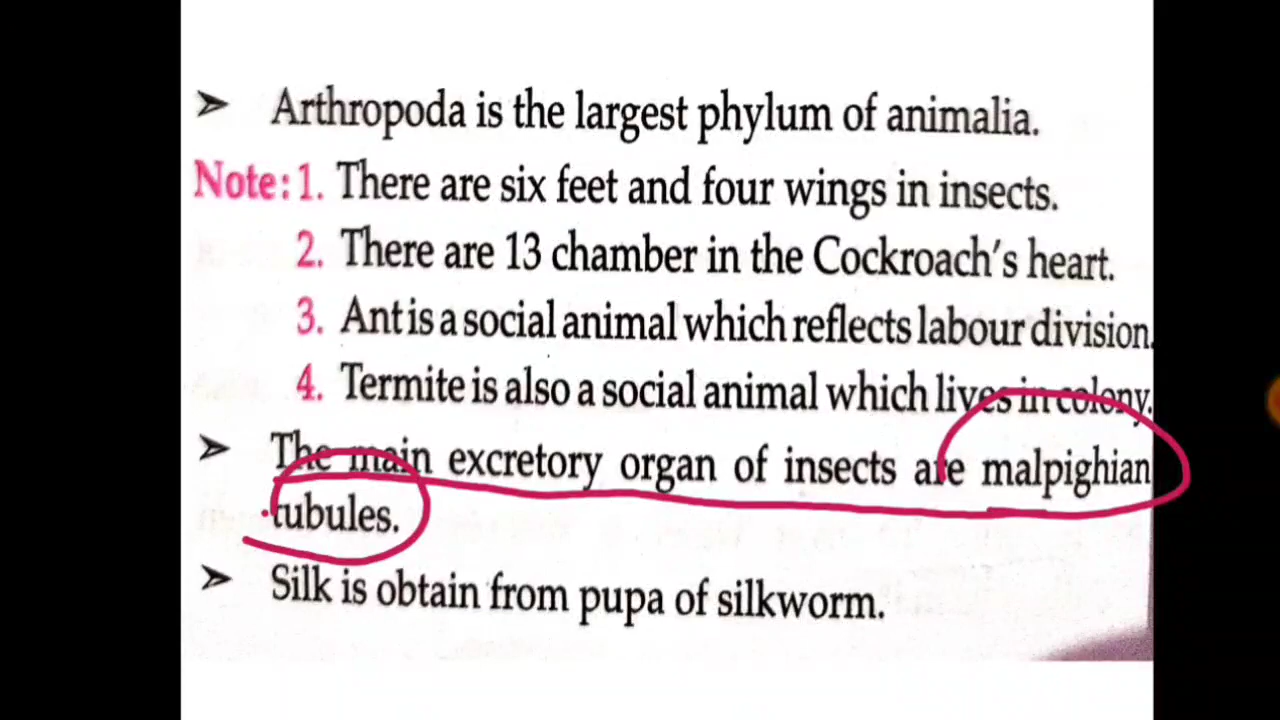 ➢ Arthropoda is the largest phylum of animalia.
Note: 1. There are six feet and four wings in insects.
2. There are 13 chamber in the Cockroach's heart.
3. Ant is a social animal which reflects labour division.
4. Termite is also a social animal which lives in colony.
➢ The main excretory organ of insects are malpighian
tubules.
➢ Silk is obtain from pupa of silkworm.